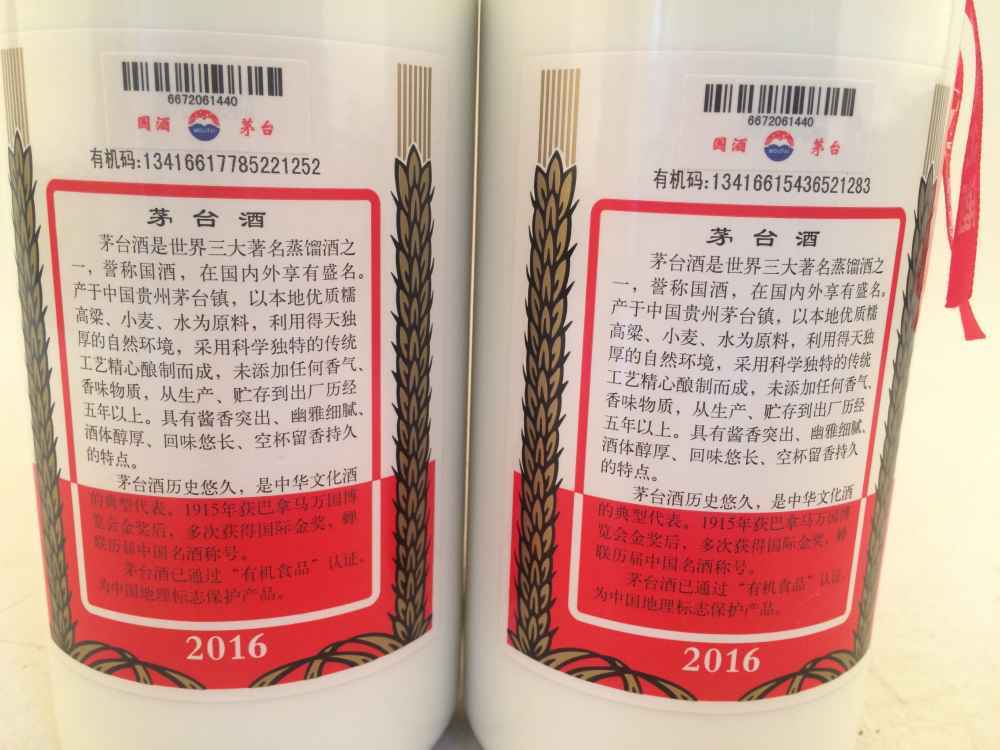 6672061440
国酒 MOUTAI 茅台
有机码:13416617785221252
茅台酒
茅台酒是世界三大著名蒸馏酒之
一，誉称国酒，在国内外享有盛名。
产于中国贵州茅台镇，以本地优质糯
高粱、小麦、水为原料，利用得天独
厚的自然环境，采用科学独特的传统
工艺精心酿制而成，未添加任何香气、
香味物质，从生产、贮存到出厂历经
五年以上。具有酱香突出、幽雅细腻、
酒体醇厚、回味悠长、空杯留香持久
的特点。
茅台酒历史悠久，是中华文化酒
的典型代表。1915年获巴拿马万国博
览会金奖后，多次获得国际金奖，蝉
联历届中国名酒称号。
茅台酒已通过“有机食品”认证。
为中国地理标志保护产品。
2016
6672061440
国酒 MOUTAI 茅台
有机码:13416615436521283
茅台酒
茅台酒是世界三大著名蒸馏酒之
一，誉称国酒，在国内外享有盛名。
产于中国贵州茅台镇，以本地优质糯
高粱、小麦、水为原料，利用得天独
厚的自然环境，采用科学独特的传统
工艺精心酿制而成，未添加任何香气、
香味物质，从生产、贮存到出厂历经
五年以上。具有酱香突出、幽雅细腻、
酒体醇厚、回味悠长、空杯留香持久
的特点。
茅台酒历史悠久，是中华文化酒
的典型代表。1915年获巴拿马万国博
览会金奖后，多次获得国际金奖，蝉
联历届中国名酒称号。
茅台酒已通过“有机食品”认证。
为中国地理标志保护产品。
2016